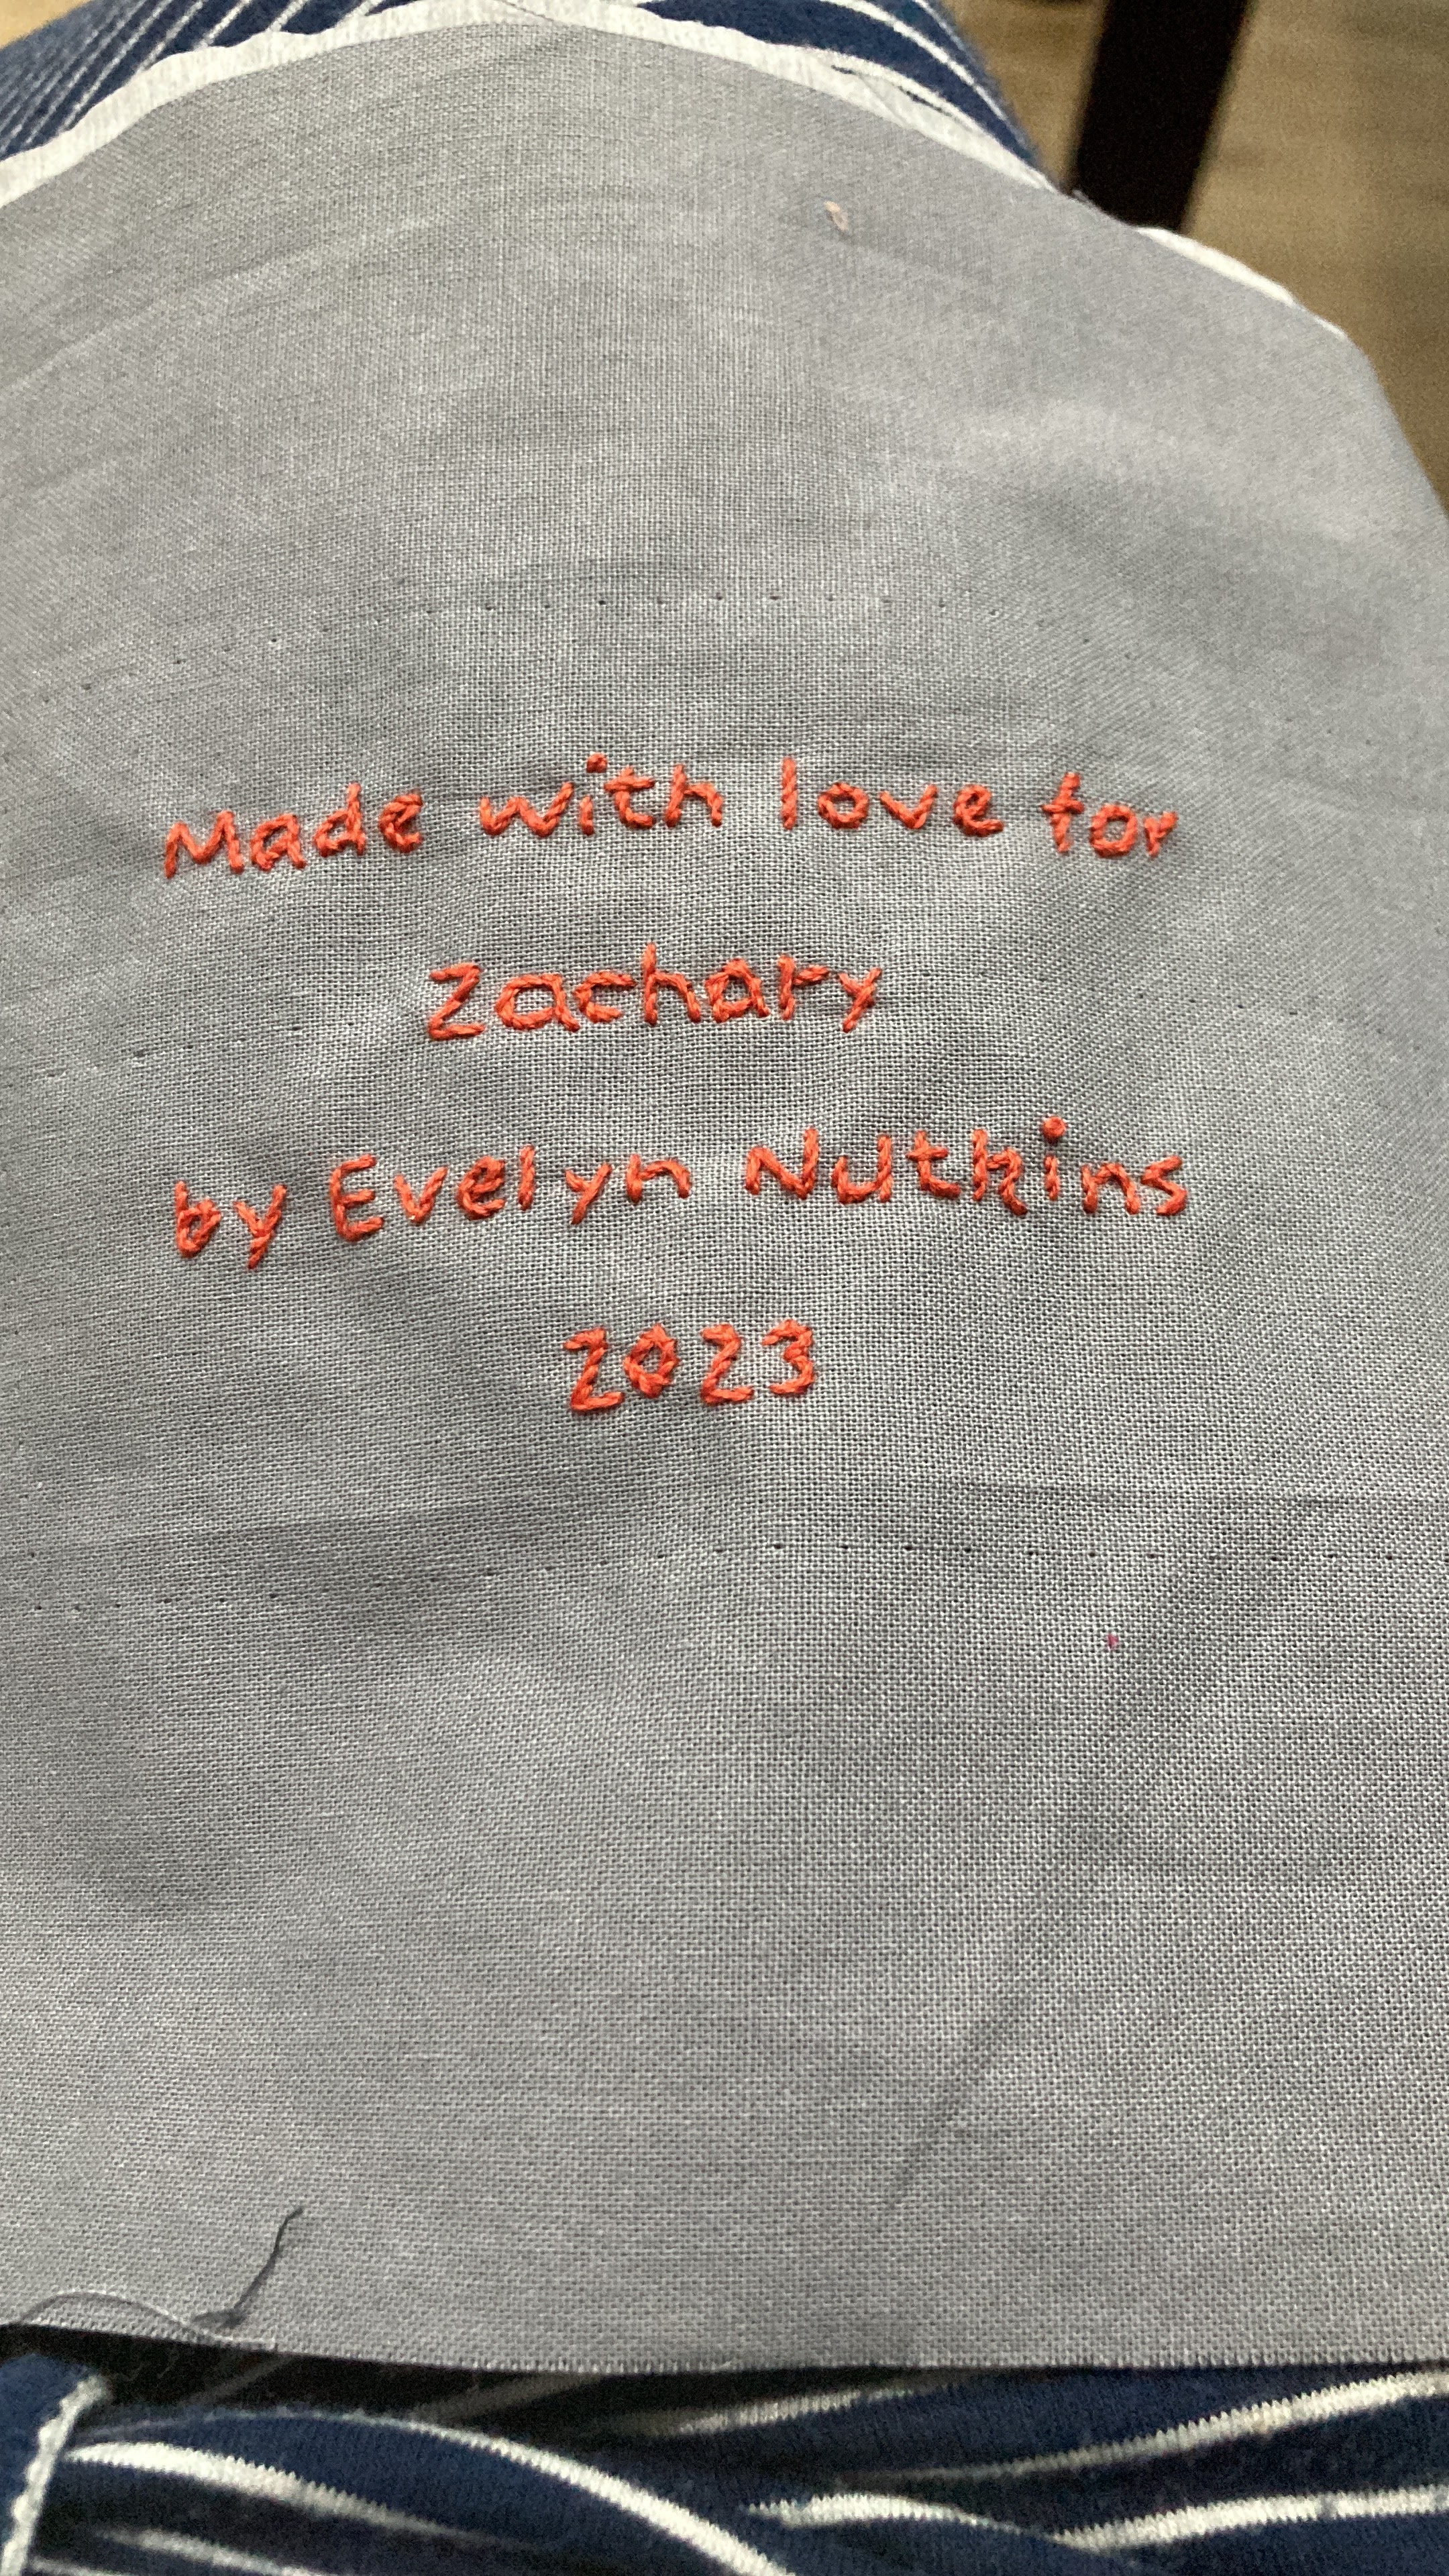 Made with love for
Zachary
by Evelyn Nutkins
2023